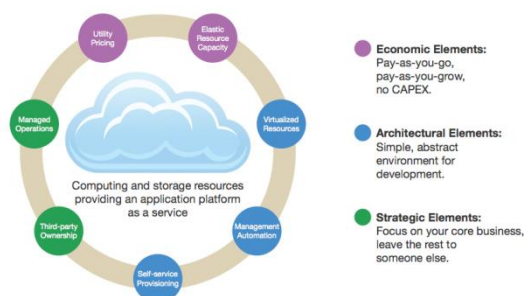 Utility
Pricing
Elastic
Resource
Capacity
Managed
Operations
Virtualized
Resources
Computing and storage resources
providing an application platform
as a service
Third-party
Ownership
Management
Automation
Self-service
Provisioning
Economic Elements:
Pay-as-you-go,
pay-as-you-grow,
no CAPEX.
Architectural Elements:
Simple, abstract
environment for
development.
Strategic Elements:
Focus on your core business,
leave the rest to
someone else.